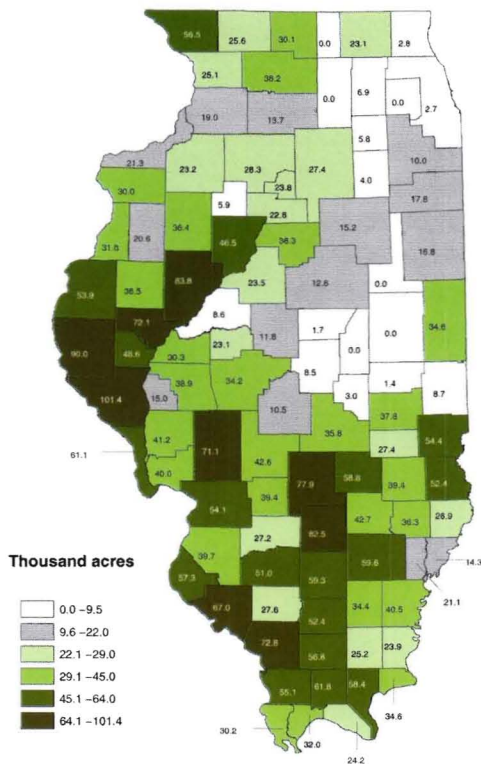 56.5 25.6 30.1 0.0 23.1 2.8
25.1 38.2 0.0 6.9 0.0 2.7
19.0 13.7 5.8
21.3 23.2 28.3 27.4 10.0
30.0 23.8 4.0
5.9 22.8 17.8
31.8 20.6 36.4 46.5 36.3 15.2 16.8
53.9 36.5 83.8 23.5 12.8 0.0
72.1 8.6 11.8 1.7 0.0 34.6
90.0 48.6 30.3 23.1 0.0
101.4 38.9 34.2 8.5
15.0 10.5 3.0 1.4 8.7
61.1 41.2 71.1 35.8 37.8
40.0 42.6 27.4 54.4
77.9 58.8 39.4 52.4
54.1 39.4
82.5 42.7 36.3 26.9
39.7 27.2
57.3 51.0 59.5 59.6 14.3
Thousand acres
67.0 27.6 34.4 40.5 21.1
52.4
0.0 – 9.5
9.6 – 22.0
22.1 – 29.0
29.1 – 45.0
45.1 – 64.0
64.1 – 101.4
72.8 56.8 25.2 23.9
55.1 61.8 58.4
34.6
30.2 32.0
24.2